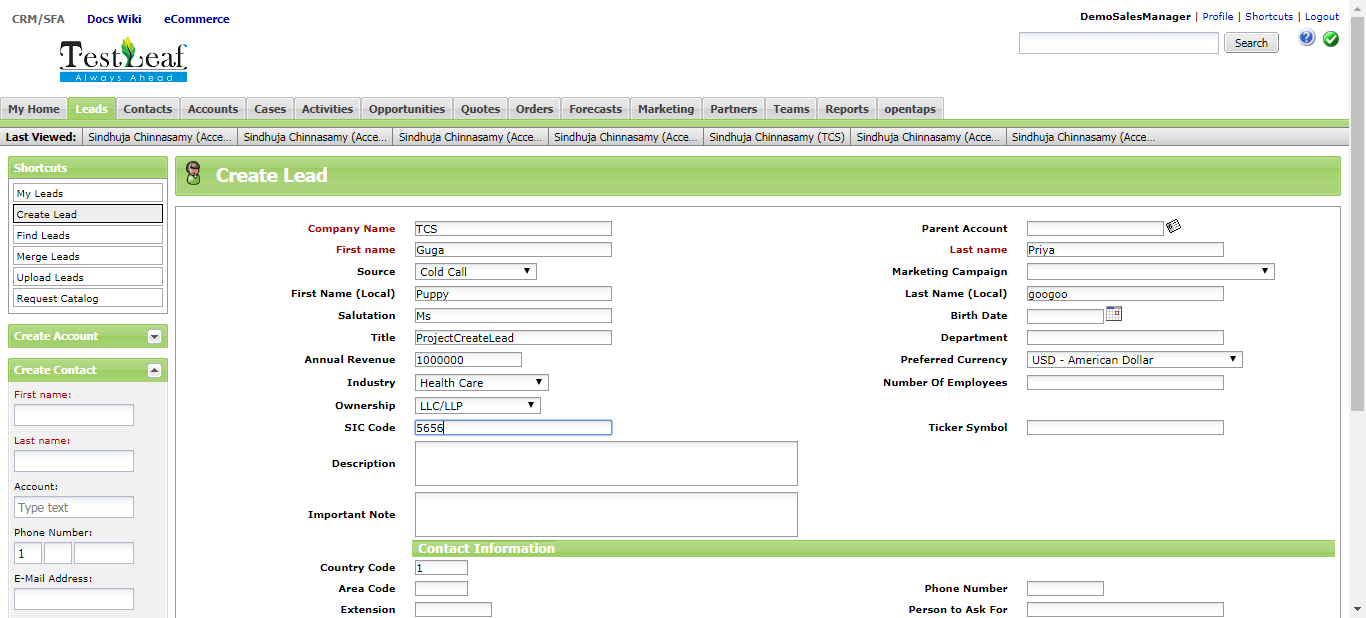 CRM/SFA Docs Wiki eCommerce
DemoSalesManager | Profile | Shortcuts | Logout
TestLeaf
Always Ahead
Search
My Home Leads Contacts Accounts Cases Activities Opportunities Quotes Orders Forecasts Marketing Partners Teams Reports opentaps
Last Viewed: Sindhuja Chinnasamy (Acce... Sindhuja Chinnasamy (Acce... Sindhuja Chinnasamy (Acce... Sindhuja Chinnasamy (Acce... Sindhuja Chinnasamy (TCS) Sindhuja Chinnasamy (Acce... Sindhuja Chinnasamy (Acce...
Shortcuts
My Leads
Create Lead
Find Leads
Merge Leads
Upload Leads
Request Catalog
Create Account
Create Contact
First name:
Last name:
Account:
Type text
Phone Number:
1
E-Mail Address:
Create Lead
Company Name TCS Parent Account
First name Guga Last name Priya
Source Cold Call Marketing Campaign
First Name (Local) Puppy Last Name (Local) googoo
Salutation Ms Birth Date
Title ProjectCreateLead Department
Annual Revenue 1000000 Preferred Currency USD - American Dollar
Industry Health Care Number Of Employees
Ownership LLC/LLP
SIC Code 5656 Ticker Symbol
Description
Important Note
Contact Information
Country Code 1
Area Code Phone Number
Extension Person to Ask For